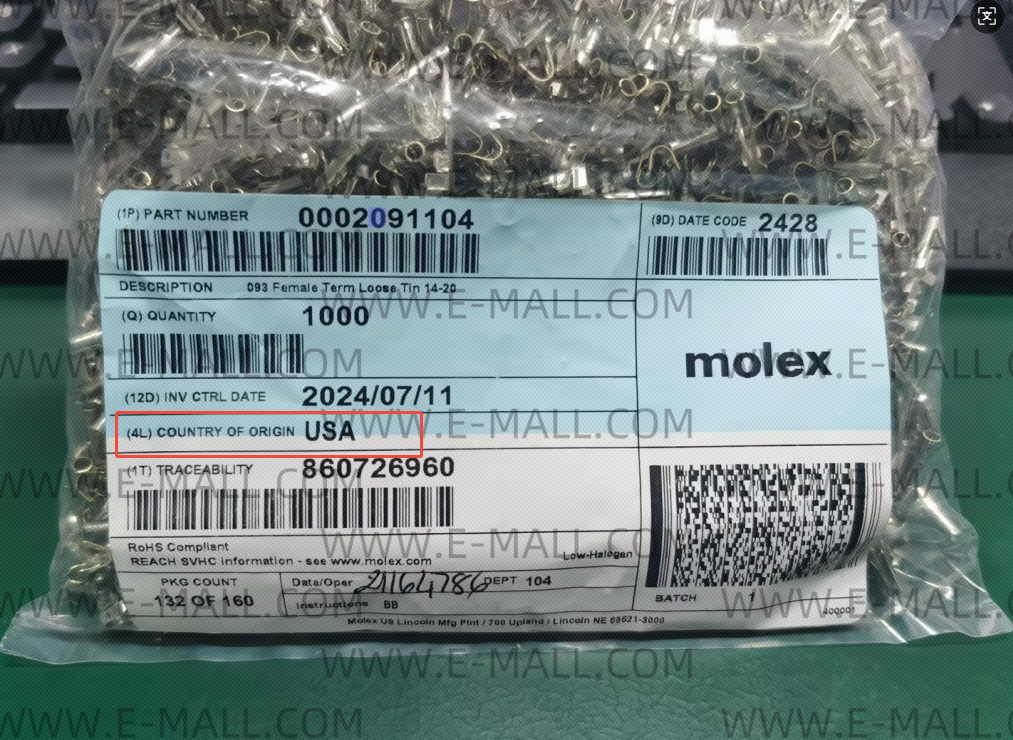 (1P) PART NUMBER 0002091104
(9D) DATE CODE 2428
DESCRIPTION 093 Female Term Loose Tin 14-20
(Q) QUANTITY 1000
molex
(12D) INV CTRL DATE 2024/07/11
(4L) COUNTRY OF ORIGIN USA
(1T) TRACEABILITY 860726960
RoHS Compliant
REACH SVHC information - see www.molex.com
Low-Halogen
PKG COUNT
132 OF 160
Date/Oper 21164786 DEPT 104
Instructions BB
BATCH 1
400001
Molex US Lincoln Mfg Plnt / 700 Upland / Lincoln NE 68521-3000
WWW.E-MALL.COM